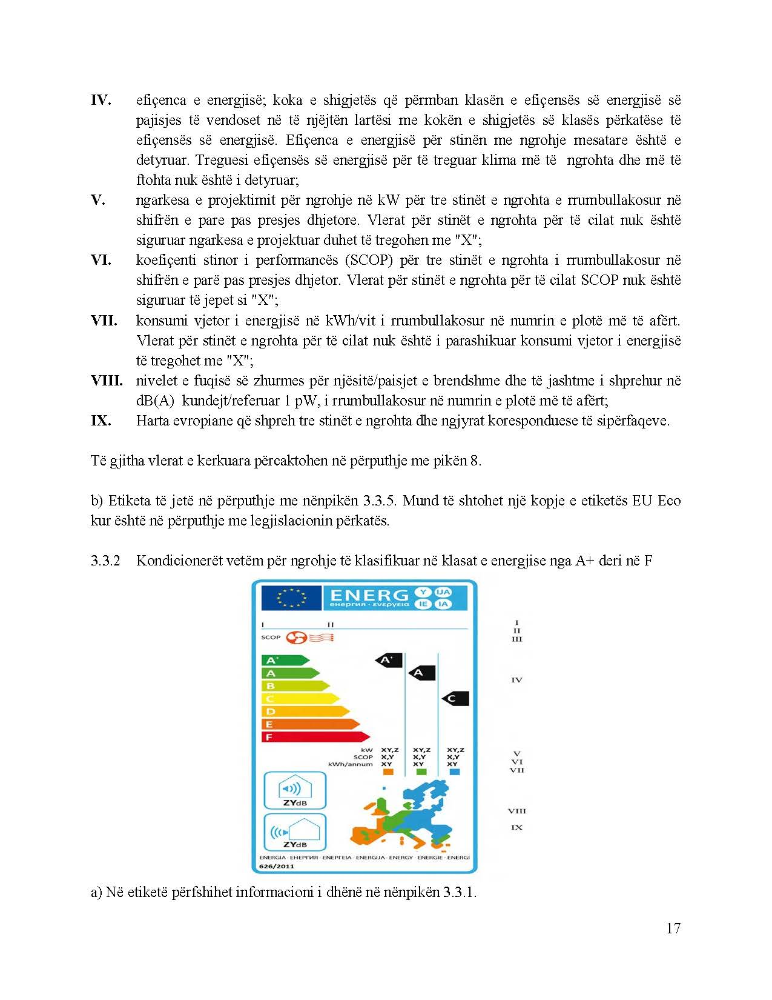 IV. efiçenca e energjisë; koka e shigjetës që përmban klasën e efiçensës së energjisë së
pajisjes të vendoset në të njëjtën lartësi me kokën e shigjetës së klasës përkatëse të
efiçensës së energjisë. Efiçenca e energjisë për stinën me ngrohje mesatare është e
detyruar. Treguesi efiçensës së energjisë për të treguar klima më të ngrohta dhe më të
ftohta nuk është i detyruar;
V. ngarkesa e projektimit për ngrohje në kW për tre stinët e ngrohta e rrumbullakosur në
shifrën e pare pas presjes dhjetore. Vlerat për stinët e ngrohta për të cilat nuk është
siguruar ngarkesa e projektuar duhet të tregohen me "X";
VI. koefiçenti stinor i performancës (SCOP) për tre stinët e ngrohta i rrumbullakosur në
shifrën e parë pas presjes dhjetor. Vlerat për stinët e ngrohta për të cilat SCOP nuk është
siguruar të jepet si "X";
VII. konsumi vjetor i energjisë në kWh/vit i rrumbullakosur në numrin e plotë më të afërt.
Vlerat për stinët e ngrohta për të cilat nuk është i parashikuar konsumi vjetor i energjisë
të tregohet me "X";
VIII. nivelet e fuqisë së zhurmes për njësitë/paisjet e brendshme dhe të jashtme i shprehur në
dB(A) kundejt/referuar 1 pW, i rrumbullakosur në numrin e plotë më të afërt;
IX. Harta evropiane që shpreh tre stinët e ngrohta dhe ngjyrat koresponduese të sipërfaqeve.
Të gjitha vlerat e kerkuara përcaktohen në përputhje me pikën 8.
b) Etiketa të jetë në përputhje me nënpikën 3.3.5. Mund të shtohet një kopje e etiketës EU Eco
kur është në përputhje me legjislacionin përkatës.
3.3.2 Kondicionerët vetëm për ngrohje të klasifikuar në klasat e energjise nga A+ deri në F
ENERG Y IJA
енергия · ενεργεια IE IA
I II
I
II
SCOP
III
A+ A+
A A
IV
B
C C
D
E
F
kW XY,Z XY,Z XY,Z
V
SCOP X,Y X,Y X,Y
VI
kWh/annum XY XY XY
VII
ZYdB
VIII
IX
ZYdB
ENERGIA · ЕНЕРГИЯ · ΕΝΕΡΓΕΙΑ · ENERGIJA · ENERGY · ENERGIE · ENERGI
626/2011
a) Në etiketë përfshihet informacioni i dhënë në nënpikën 3.3.1.
17